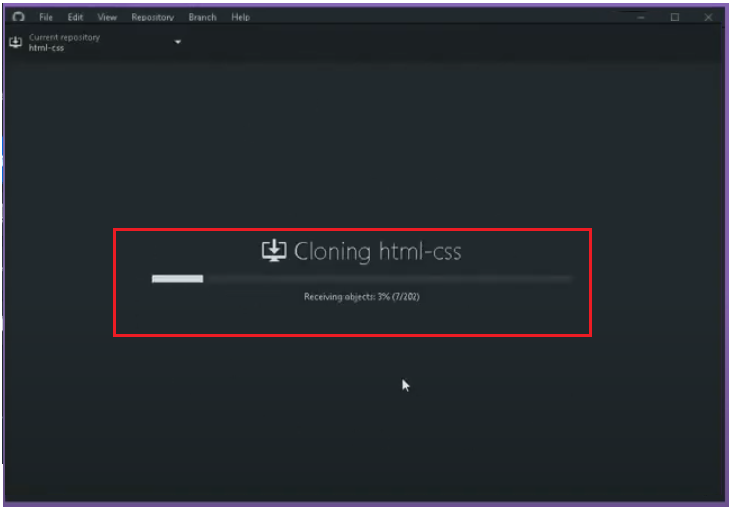 File Edit View Repository Branch Help
Current repository
html-css
Cloning html-css
Receiving objects: 3% (7/202)